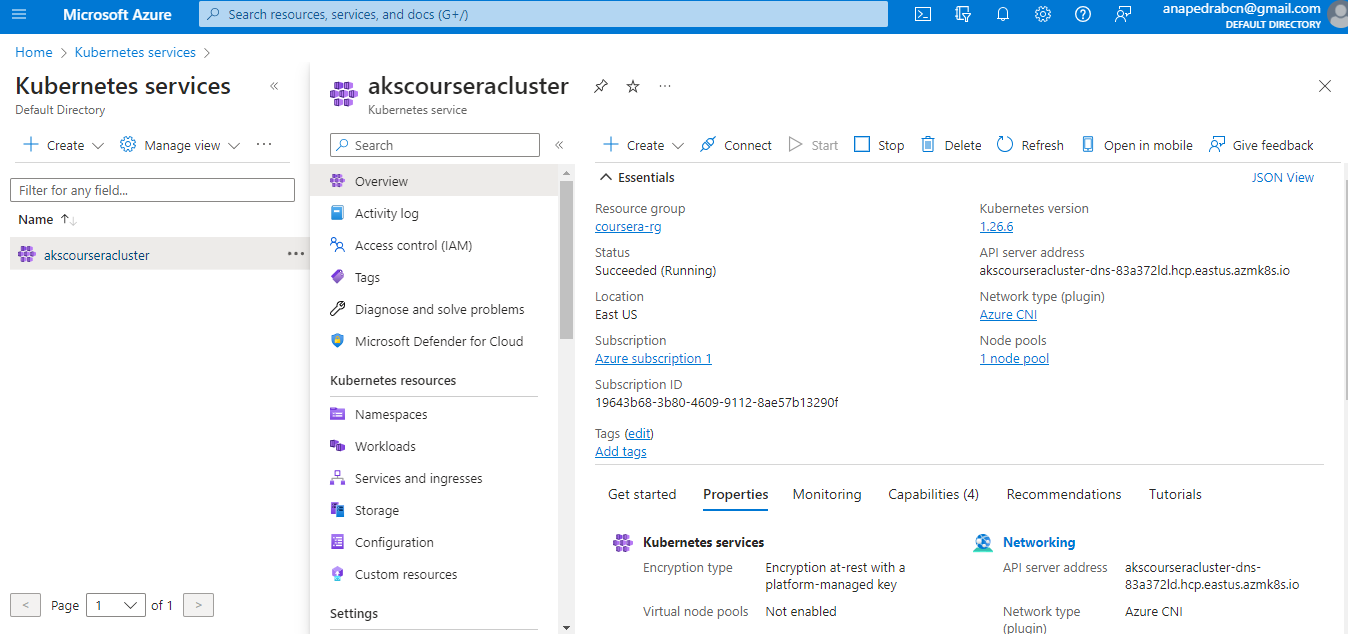 Microsoft Azure
Search resources, services, and docs (G+/)
anapedrabcn@gmail.com
DEFAULT DIRECTORY
Home > Kubernetes services >
Kubernetes services
Default Directory
Create
Manage view
Filter for any field...
Name
akscourseracluster
Page 1 of 1
akscourseracluster
Kubernetes service
Search
Overview
Activity log
Access control (IAM)
Tags
Diagnose and solve problems
Microsoft Defender for Cloud
Kubernetes resources
Namespaces
Workloads
Services and ingresses
Storage
Configuration
Custom resources
Settings
Create Connect Start Stop Delete Refresh Open in mobile Give feedback
Essentials
JSON View
Resource group
coursera-rg
Status
Succeeded (Running)
Location
East US
Subscription
Azure subscription 1
Subscription ID
19643b68-3b80-4609-9112-8ae57b13290f
Kubernetes version
1.26.6
API server address
akscourseracluster-dns-83a372ld.hcp.eastus.azmk8s.io
Network type (plugin)
Azure CNI
Node pools
1 node pool
Tags (edit)
Add tags
Get started Properties Monitoring Capabilities (4) Recommendations Tutorials
Kubernetes services
Encryption type Encryption at-rest with a
platform-managed key
Virtual node pools Not enabled
Networking
API server address akscourseracluster-dns-
83a372ld.hcp.eastus.azmk8s.io
Network type Azure CNI
(plugin)